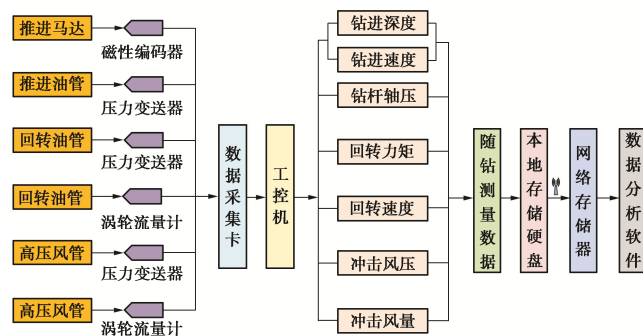 推进马达
磁性编码器
推进油管
压力变送器
回转油管
压力变送器
回转油管
涡轮流量计
高压风管
压力变送器
高压风管
涡轮流量计
数据采集卡
工控机
钻进深度
钻进速度
钻杆轴压
回转力矩
回转速度
冲击风压
冲击风量
随钻测量数据
本地存储硬盘
网络存储器
数据分析软件